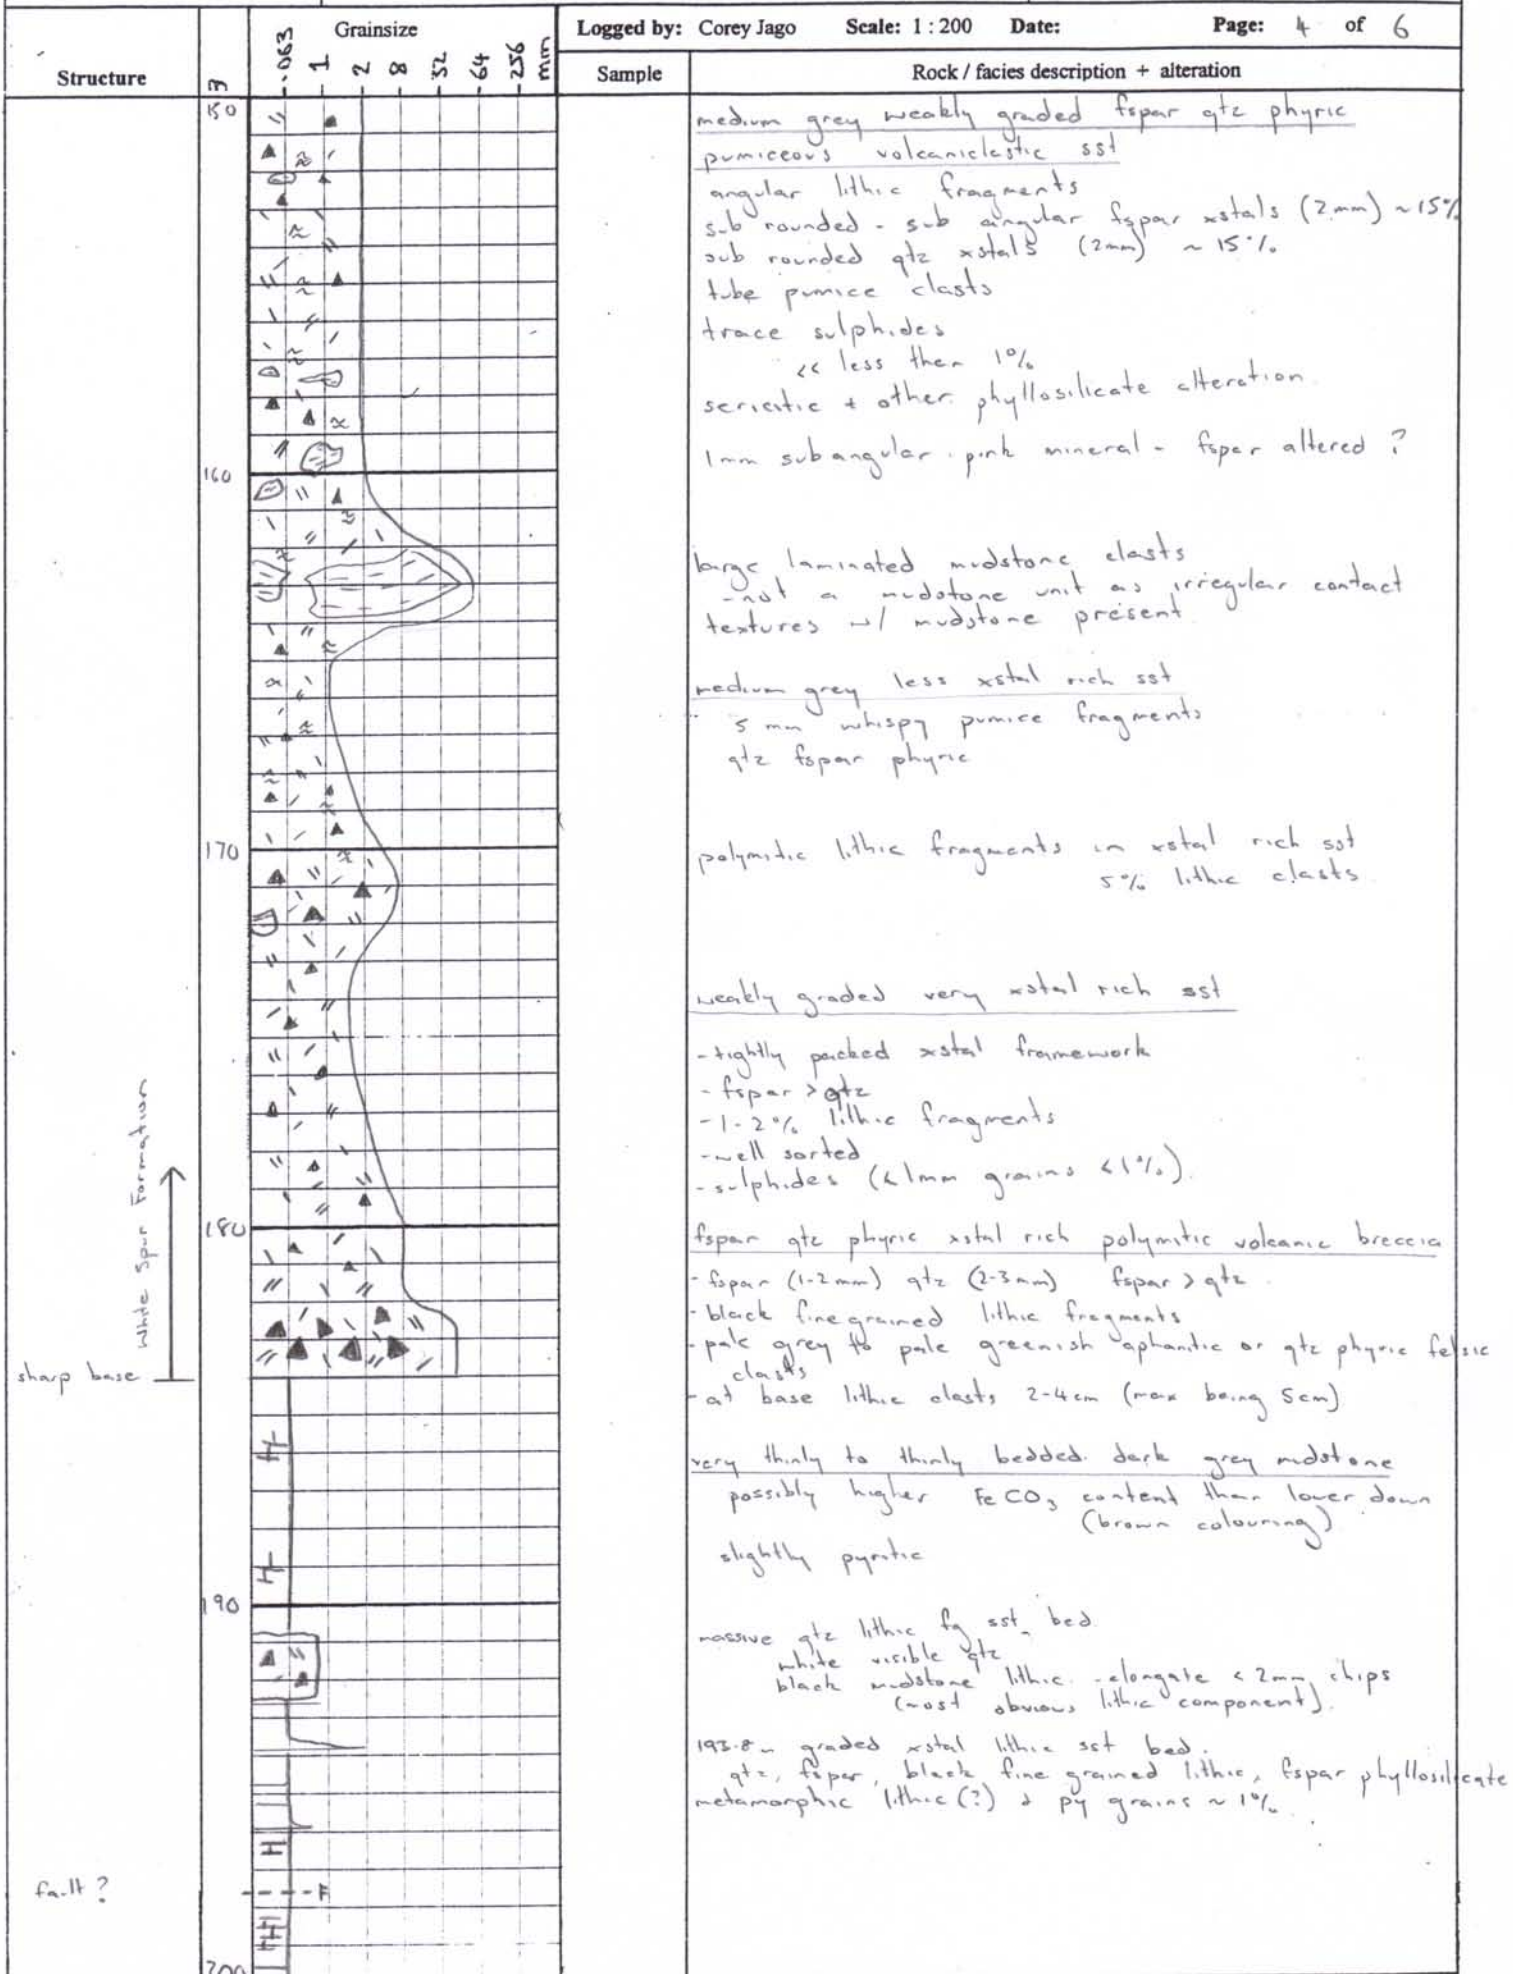 Grainsize
Logged by: Corey Jago Scale: 1 : 200 Date: Page: 4 of 6
Structure
m
.063 1 2 8 32 64 256 mm
Sample
Rock / facies description + alteration
150
medium grey weakly graded fspar qtz phyric
pumiceous volcaniclastic sst
angular lithic fragments
sub rounded - sub angular fspar xstals (2mm) ~15%
sub rounded qtz xstals (2mm) ~ 15%
tube pumice clasts
trace sulphides
<< less then 1%
sericitic + other phyllosilicate alteration
1mm subangular pink mineral - fspar altered ?
160
large laminated mudstone clasts
- not a mudstone unit as irregular contact
textures w/ mudstone present
medium grey less xstal rich sst
5 mm whispy pumice fragments
qtz fspar phyric
170
polymitic lithic fragments in xstal rich sst
5% lithic clasts
weakly graded very xstal rich sst
- tightly packed xstal framework
- fspar > qtz
- 1-2% lithic fragments
- well sorted
- sulphides (<1mm grains <1%).
White Spur Formation
180
fspar qtz phyric xstal rich polymitic volcanic breccia
- fspar (1-2mm) qtz (2-3mm) fspar > qtz
- black fine grained lithic fragments
- pale grey to pale greenish aphanitic or qtz phyric felsic
clasts
sharp base
- at base lithic clasts 2-4cm (max being 5cm)
very thinly to thinly bedded dark grey mudstone
possibly higher FeCO3 content than lower down
(brown colouring)
slightly pyritic
190
massive qtz lithic fg sst bed
white visible qtz
black mudstone lithic - elongate < 2mm chips
(most obvious lithic component).
193.8m graded xstal lithic sst bed.
qtz, fspar, black fine grained lithic, fspar phyllosilicate
metamorphic lithic (?) & py grains ~ 1%.
fault ?
F
200